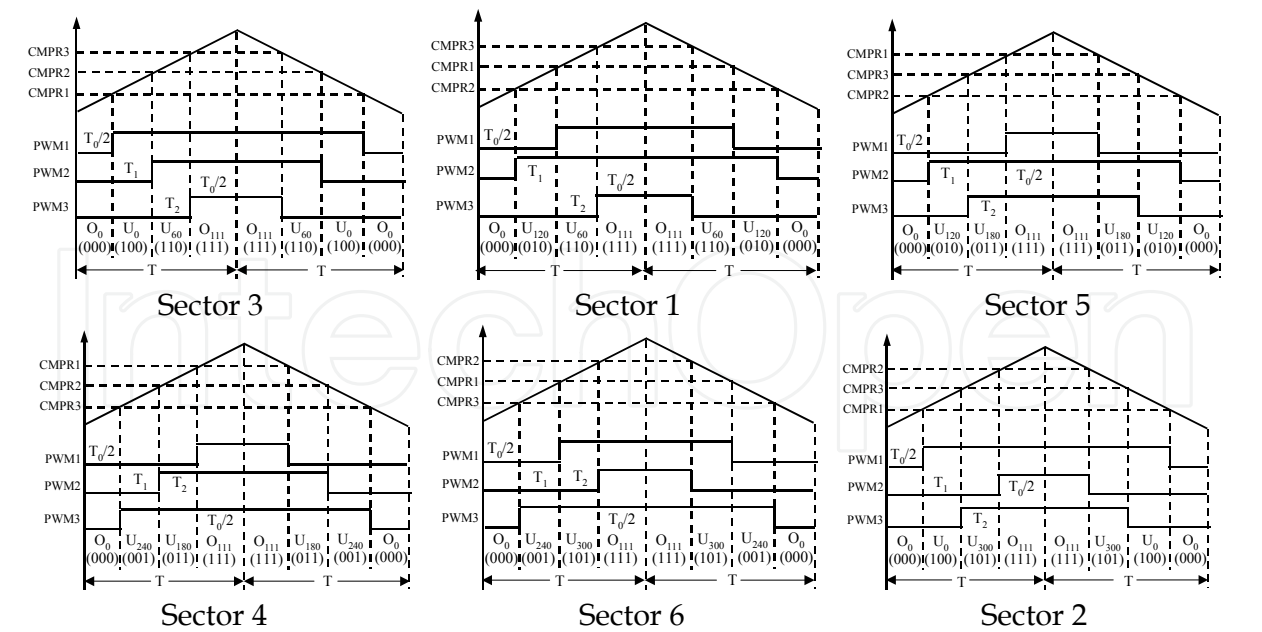 CMPR3
CMPR2
CMPR1
T0/2
PWM1
T1
PWM2
T0/2
T2
PWM3
O0 U0 U60 O111 O111 U60 U0 O0
(000) (100) (110) (111) (111) (110) (100) (000)
T T
Sector 3
CMPR3
CMPR1
CMPR2
T0/2
PWM1
T1
PWM2
T0/2
T2
PWM3
O0 U120 U60 O111 O111 U60 U120 O0
(000) (010) (110) (111) (111) (110) (010) (000)
T T
Sector 1
CMPR1
CMPR3
CMPR2
T0/2
PWM1
PWM2
T1 T0/2
T2
PWM3
O0 U120 U180 O111 O111 U180 U120 O0
(000) (010) (011) (111) (111) (011) (010) (000)
T T
Sector 5
CMPR1
CMPR2
CMPR3
T0/2
PWM1
T1 T2
PWM2
PWM3
T0/2
O0 U240 U180 O111 O111 U180 U240 O0
(000) (001) (011) (111) (111) (011) (001) (000)
T T
Sector 4
CMPR2
CMPR1
CMPR3
T0/2
PWM1
T1 T2
PWM2
PWM3
T0/2
O0 U240 U300 O111 O111 U300 U240 O0
(000) (001) (101) (111) (111) (101) (001) (000)
T T
Sector 6
CMPR2
CMPR3
CMPR1
T0/2
PWM1
T1 T0/2
PWM2
T2
PWM3
O0 U0 U300 O111 O111 U300 U0 O0
(000) (100) (101) (111) (111) (101) (100) (000)
T T
Sector 2
IntechOpen